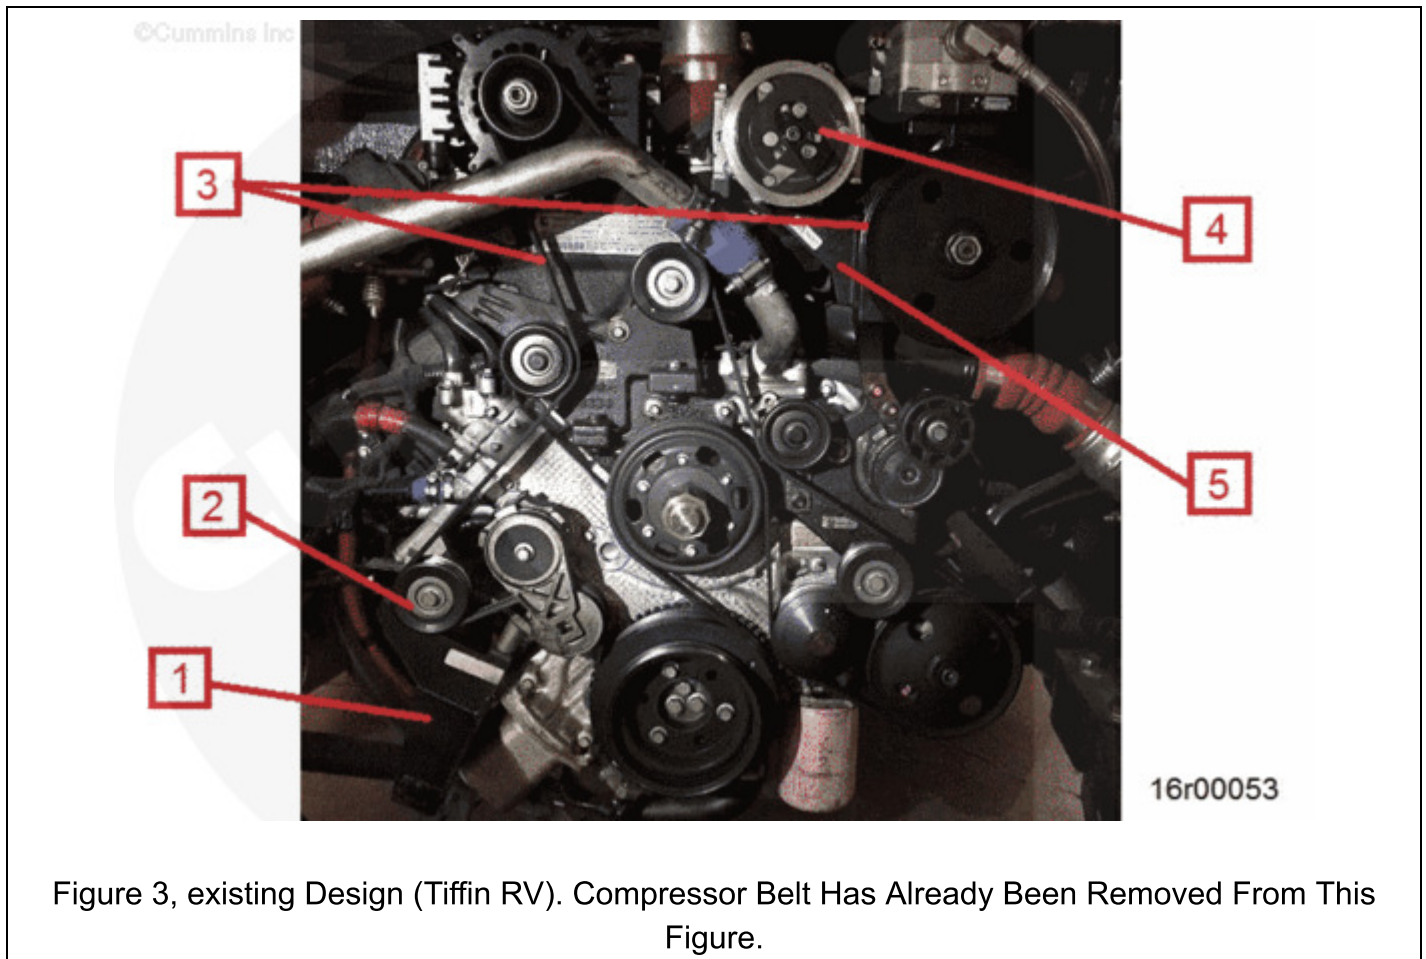 ©Cummins Inc
3
4
2
5
1
16r00053
Figure 3, existing Design (Tiffin RV). Compressor Belt Has Already Been Removed From This
Figure.